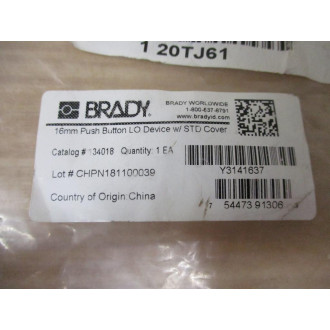 1 20TJ61
BRADY
BRADY WORLDWIDE
1-800-537-8791
www.bradyid.com
16mm Push Button LO Device w/ STD Cover
Catalog # 134018 Quantity: 1 EA
Lot # CHPN181100039
Y3141637
Country of Origin:China
7 54473 91306